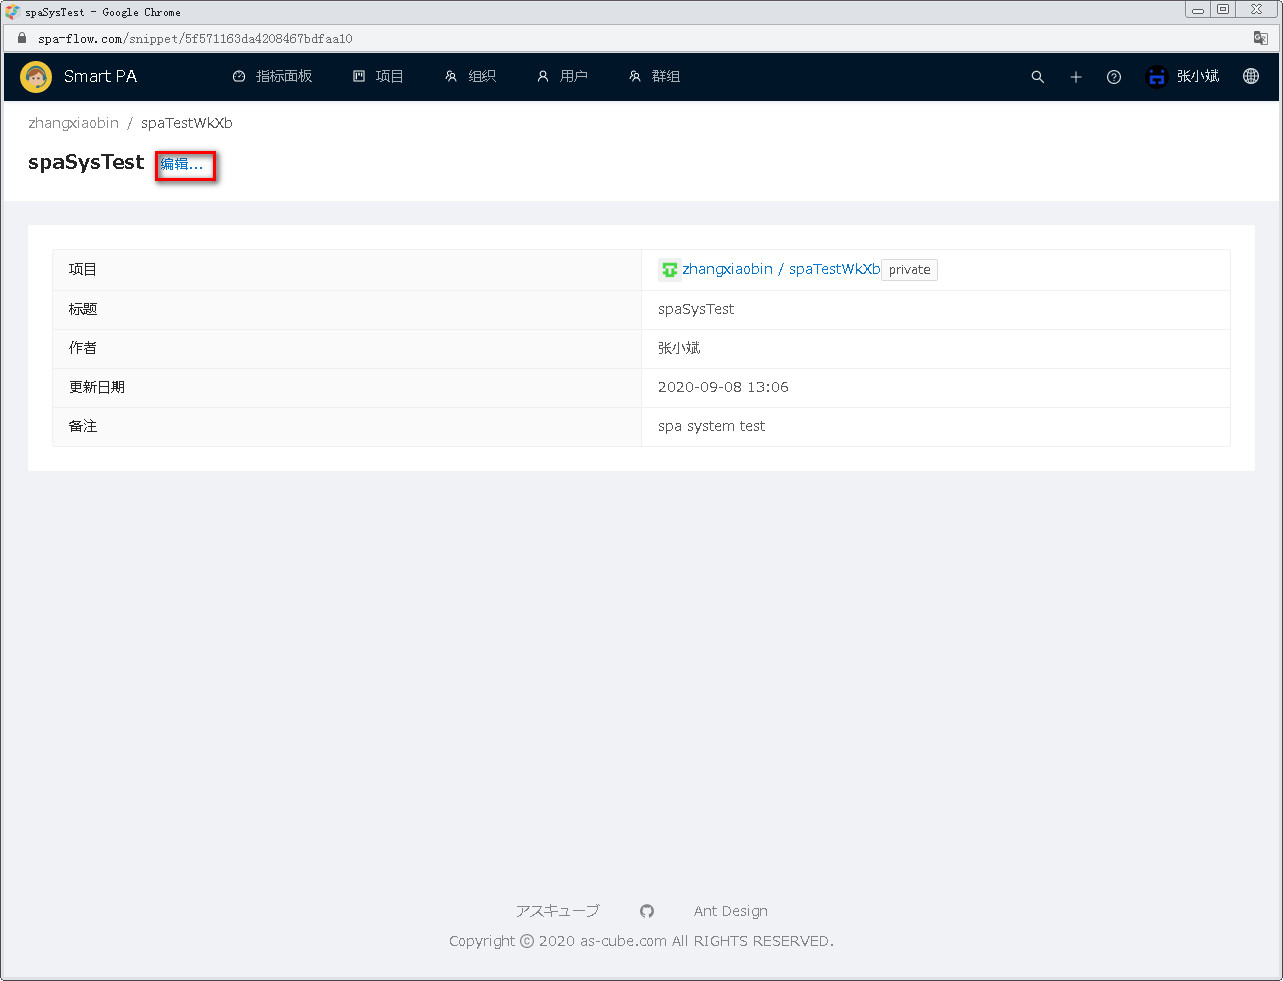 spaSysTest - Google Chrome
spa-flow.com/snippet/5f571163da4208467bdfaa10
Smart PA 指标面板 项目 组织 用户 群组 张小斌
zhangxiaobin / spaTestWkXb
spaSysTest 编辑...
项目 zhangxiaobin / spaTestWkXb private
标题 spaSysTest
作者 张小斌
更新日期 2020-09-08 13:06
备注 spa system test
アスキューブ Ant Design
Copyright © 2020 as-cube.com All RIGHTS RESERVED.